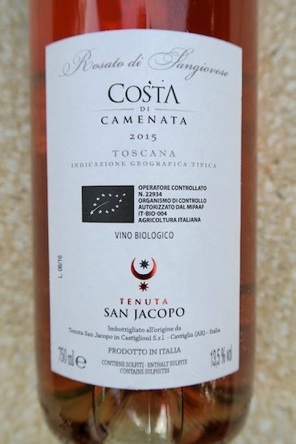 Rosato di Sangiovese
COSTA
DI
CAMENATA
2015
TOSCANA
INDICAZIONE GEOGRAFICA TIPICA
OPERATORE CONTROLLATO
N. 22934
ORGANISMO DI CONTROLLO
AUTORIZZATO DAL MIPAAF
IT-BIO-004
AGRICOLTURA ITALIANA
VINO BIOLOGICO
L. 06/16
TENUTA
SAN JACOPO
Imbottigliato all'origine da
Tenuta San Jacopo in Castiglioni S.r.l. - Cavriglia (AR) - Italia
PRODOTTO IN ITALIA
750 ml e
CONTIENE SOLFITI - ENTHÄLT SULFITE
CONTAINS SULPHITES
13,5 % vol